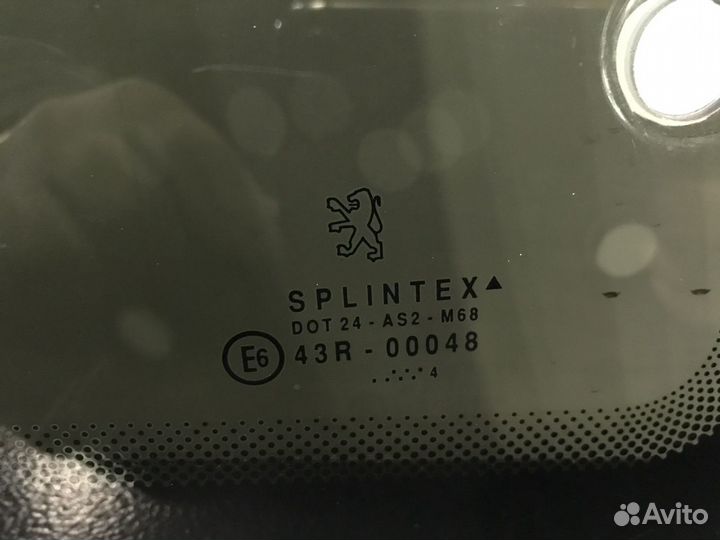 SPLINTEX
DOT 24 - AS2 - M68
E6 43R - 00048
4
Avito